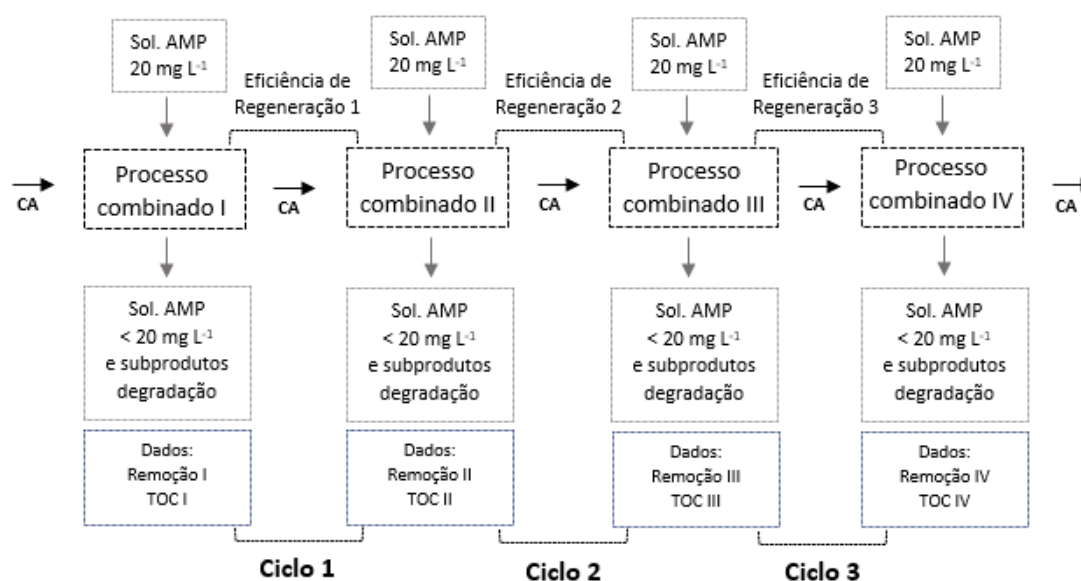 Sol. AMP
20 mg L⁻¹
Sol. AMP
20 mg L⁻¹
Sol. AMP
20 mg L⁻¹
Sol. AMP
20 mg L⁻¹
Eficiência de
Regeneração 1
Eficiência de
Regeneração 2
Eficiência de
Regeneração 3
CA
Processo
combinado I
CA
Processo
combinado II
CA
Processo
combinado III
CA
Processo
combinado IV
CA
Sol. AMP
< 20 mg L⁻¹
e subprodutos
degradação
Sol. AMP
< 20 mg L⁻¹
e subprodutos
degradação
Sol. AMP
< 20 mg L⁻¹
e subprodutos
degradação
Sol. AMP
< 20 mg L⁻¹
e subprodutos
degradação
Dados:
Remoção I
TOC I
Dados:
Remoção II
TOC II
Dados:
Remoção III
TOC III
Dados:
Remoção IV
TOC IV
Ciclo 1
Ciclo 2
Ciclo 3